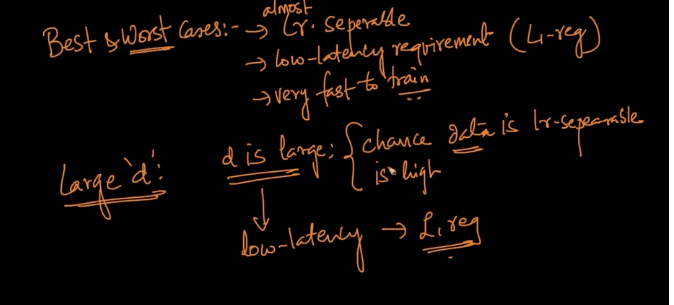 almost
Best & Worst Cases:- → lr. seperable
→ low-latency requirement (L1-reg)
→ very fast to train
Large 'd': d is large: { chance data is lr-sepearable
is high
low-latency → L1 reg